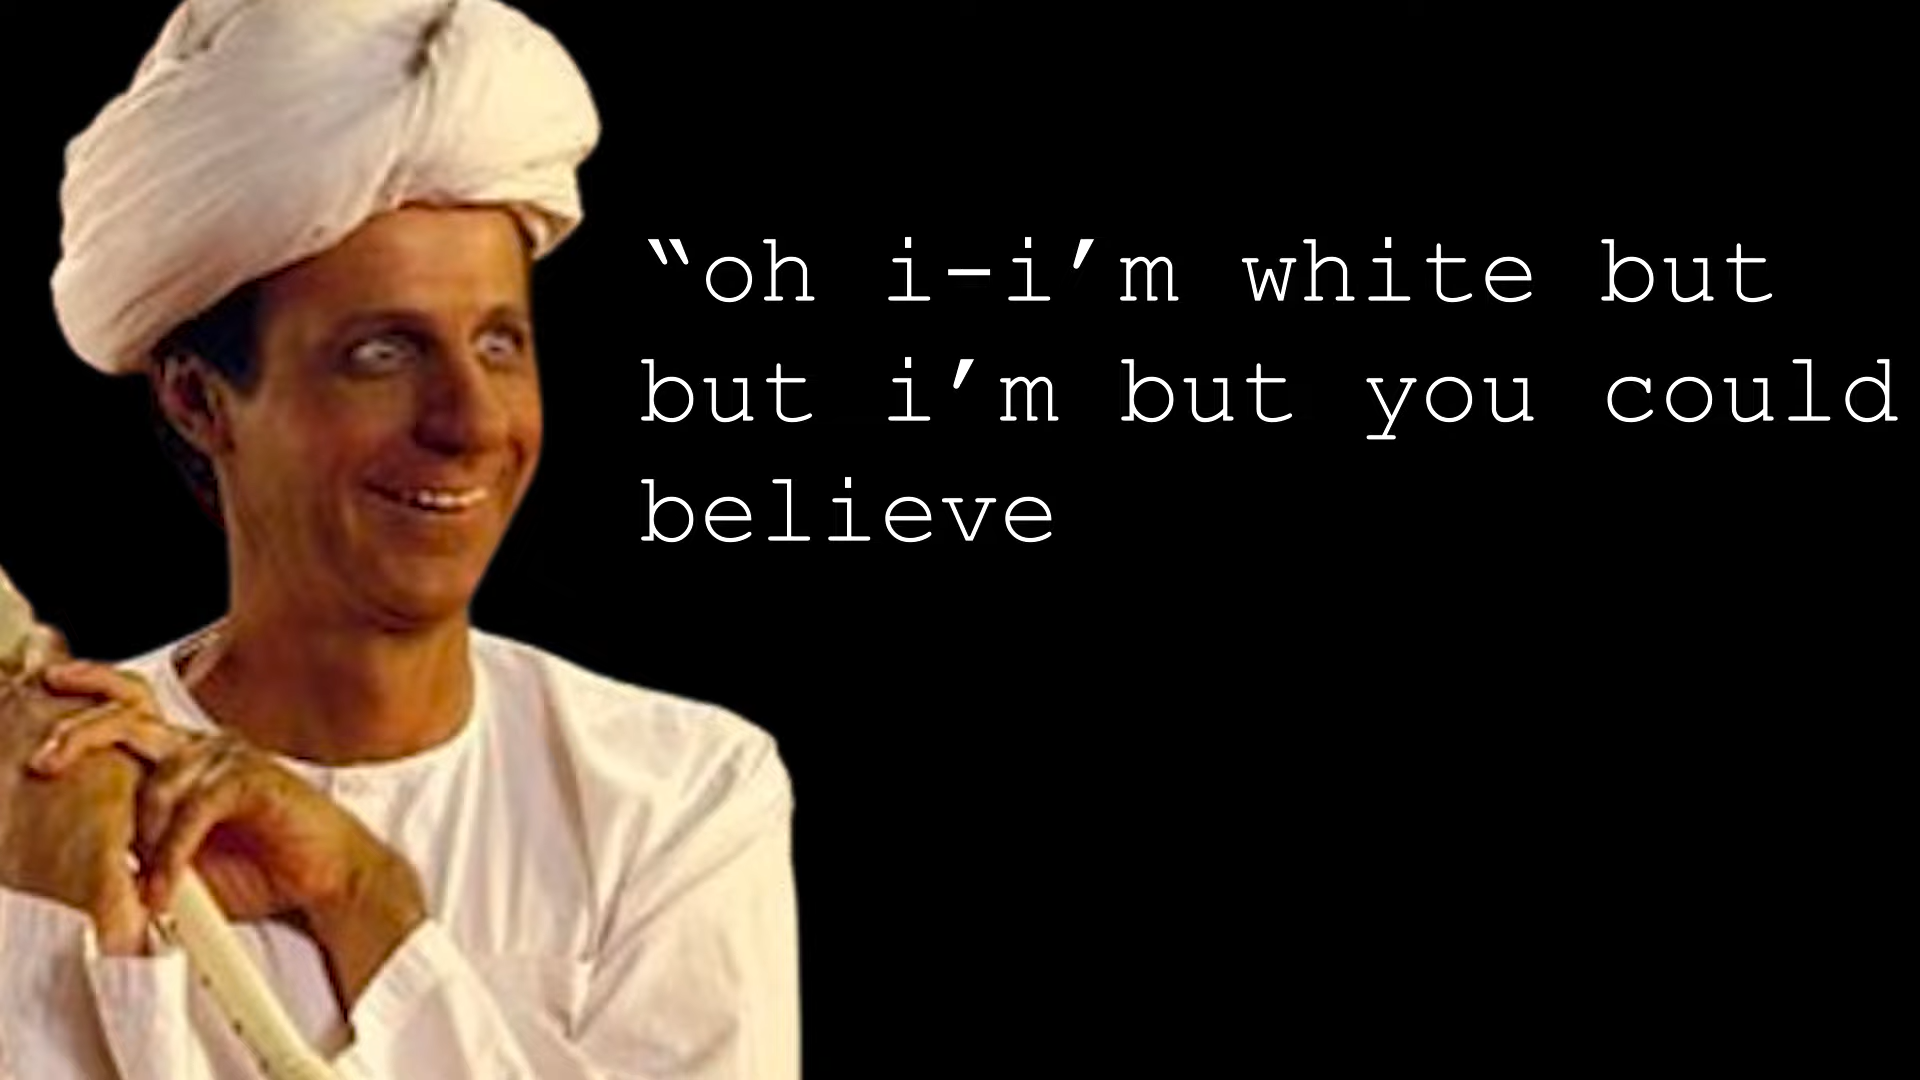 “oh i-i’m white but
but i’m but you could
believe